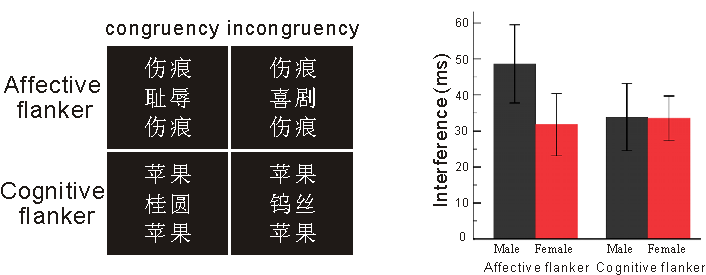 congruency incongruency
Affective
flanker
伤痕
耻辱
伤痕
伤痕
喜剧
伤痕
Cognitive
flanker
苹果
桂圆
苹果
苹果
钨丝
苹果
Interference (ms)
60
50
40
30
20
10
0
Male Female Male Female
Affective flanker Cognitive flanker